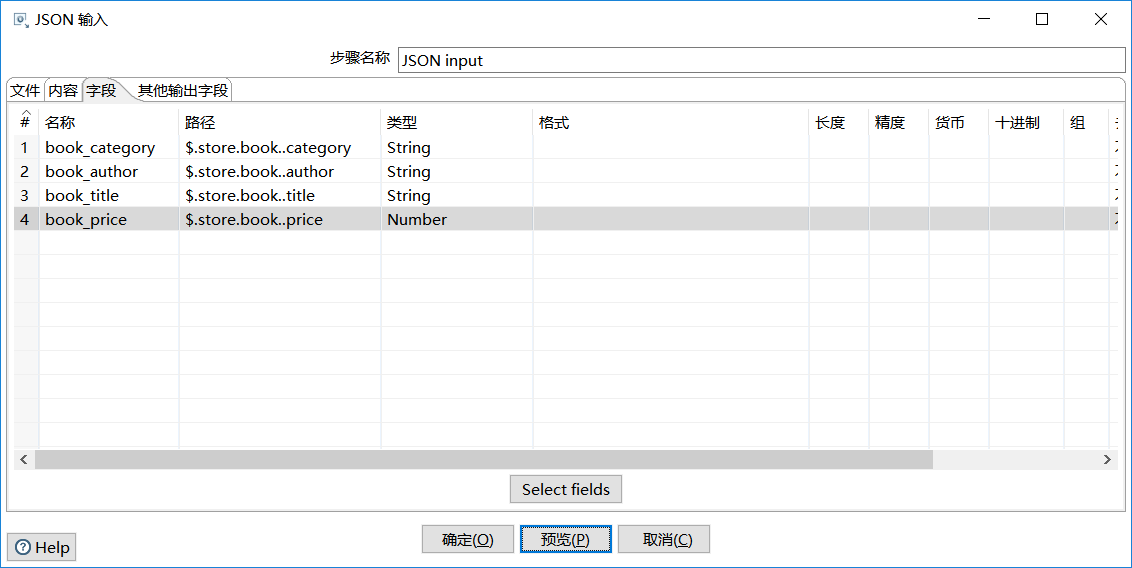 JSON 输入
步骤名称 JSON input
文件 内容 字段 其他输出字段
# 名称 路径 类型 格式 长度 精度 货币 十进制 组
1 book_category $.store.book..category String
2 book_author $.store.book..author String
3 book_title $.store.book..title String
4 book_price $.store.book..price Number
Select fields
Help 确定(O) 预览(P) 取消(C)